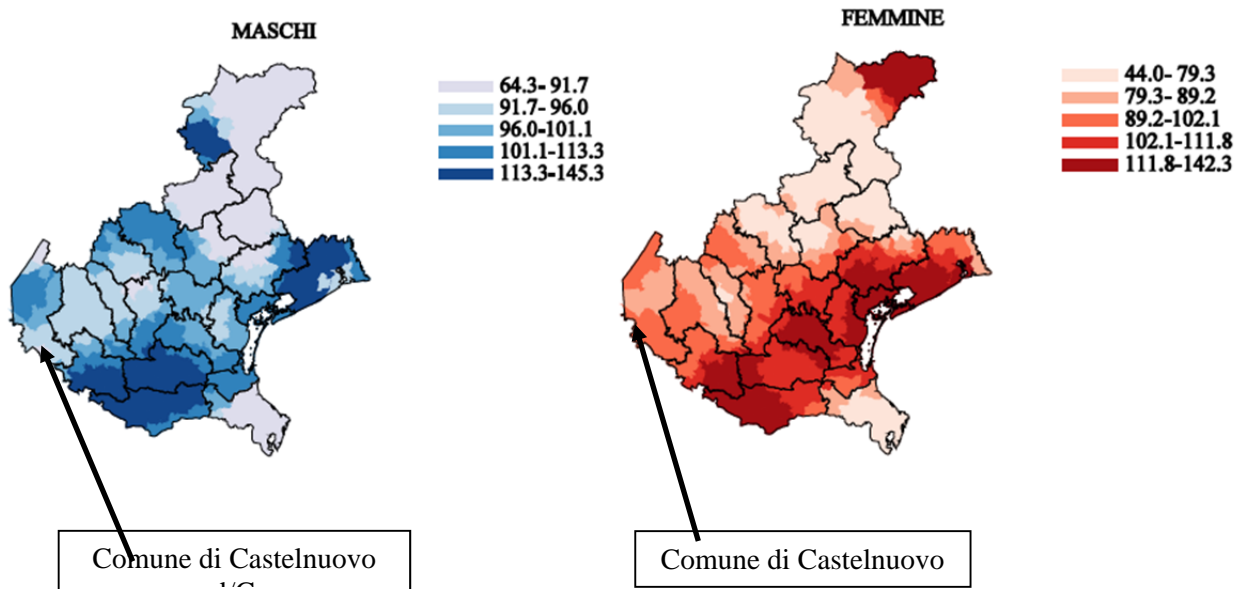 MASCHI
64.3- 91.7
91.7- 96.0
96.0-101.1
101.1-113.3
113.3-145.3
Comune di Castelnuovo
FEMMINE
44.0- 79.3
79.3- 89.2
89.2-102.1
102.1-111.8
111.8-142.3
Comune di Castelnuovo